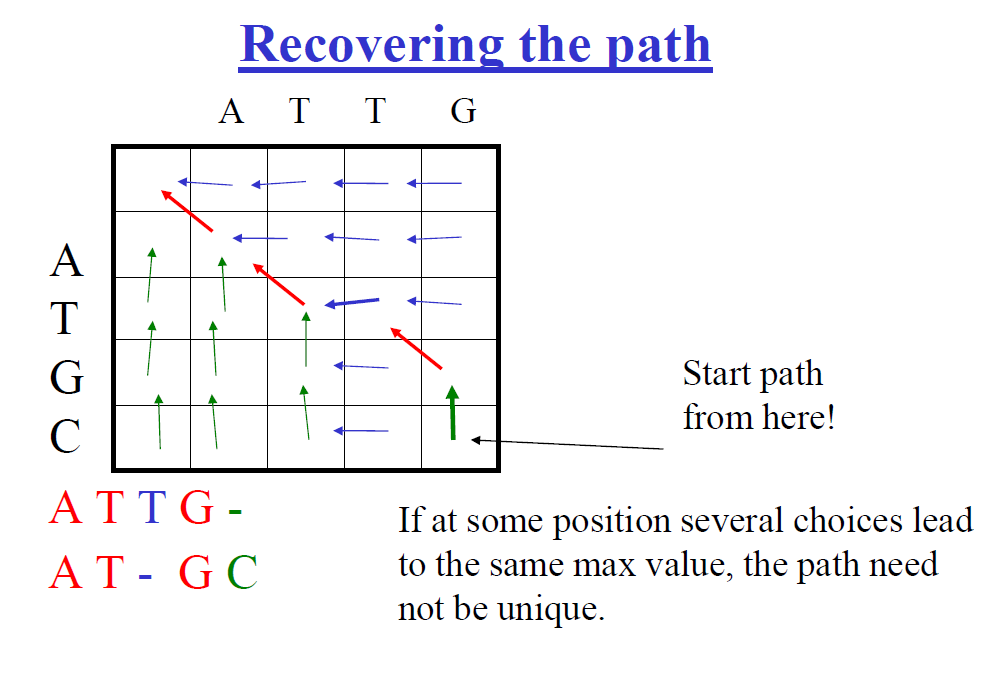 Recovering the path
A T T G
A
T
G
C
Start path
from here!
A T T G -
A T - G C
If at some position several choices lead
to the same max value, the path need
not be unique.